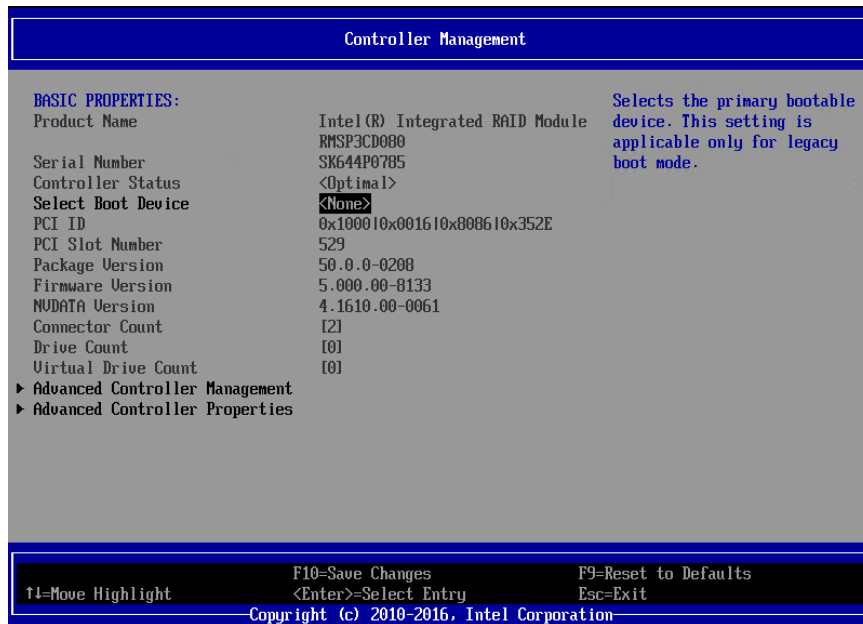 Controller Management
BASIC PROPERTIES:
Product Name Intel(R) Integrated RAID Module
RMSP3CD080
Serial Number SK644P0785
Controller Status <Optimal>
Select Boot Device <None>
PCI ID 0x1000|0x0016|0x8086|0x352E
PCI Slot Number 529
Package Version 50.0.0-0208
Firmware Version 5.000.00-8133
NVDATA Version 4.1610.00-0061
Connector Count [2]
Drive Count [0]
Virtual Drive Count [0]
▶ Advanced Controller Management
▶ Advanced Controller Properties
Selects the primary bootable
device. This setting is
applicable only for legacy
boot mode.
F10=Save Changes F9=Reset to Defaults
↑↓=Move Highlight <Enter>=Select Entry Esc=Exit
Copyright (c) 2010-2016, Intel Corporation